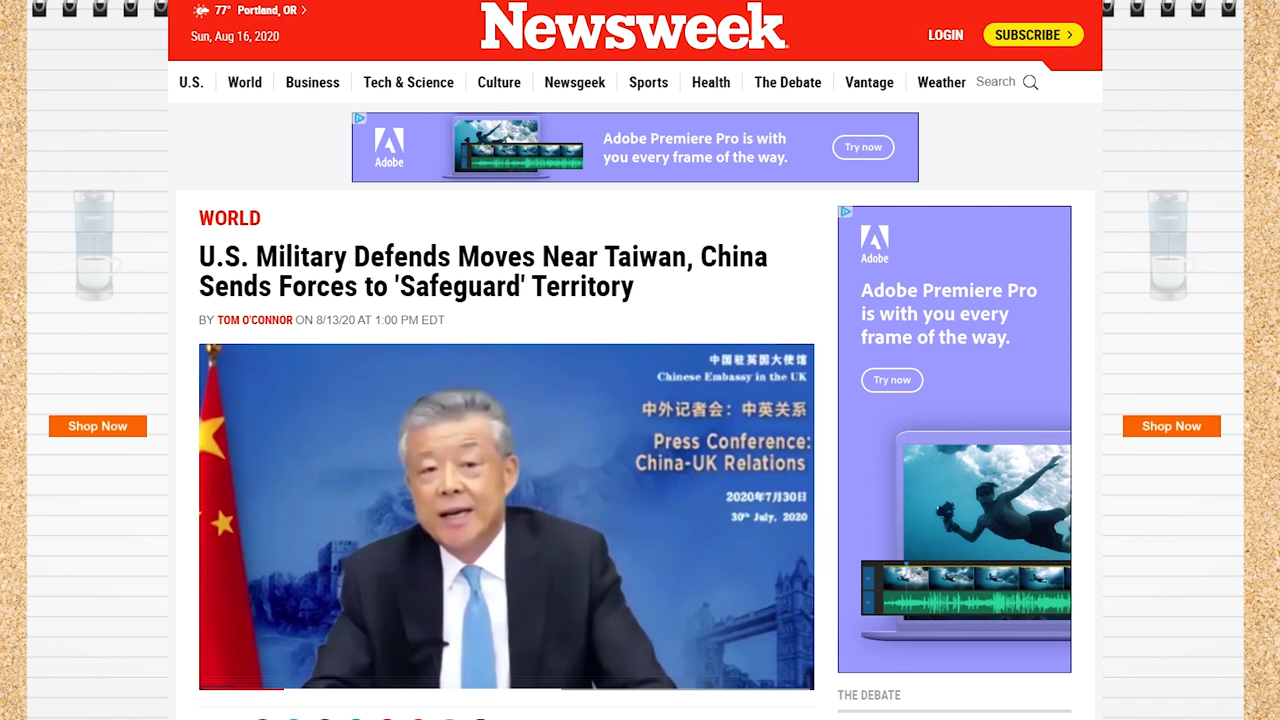 77° Portland, OR
Newsweek
Sun, Aug 16, 2020
LOGIN
SUBSCRIBE
U.S.
World
Business
Tech & Science
Culture
Newsgeek
Sports
Health
The Debate
Vantage
Weather
Search
Adobe
Adobe Premiere Pro is with
you every frame of the way.
Try now
WORLD
U.S. Military Defends Moves Near Taiwan, China
Sends Forces to 'Safeguard' Territory
BY TOM O'CONNOR ON 8/13/20 AT 1:00 PM EDT
中国驻英国大使馆
Chinese Embassy in the UK
中外记者会：中英关系
Press Conference:
China-UK Relations
2020年7月30日
30th July, 2020
Adobe
Adobe Premiere Pro
is with you every
frame of the way.
Try now
THE DEBATE
Shop Now
Shop Now